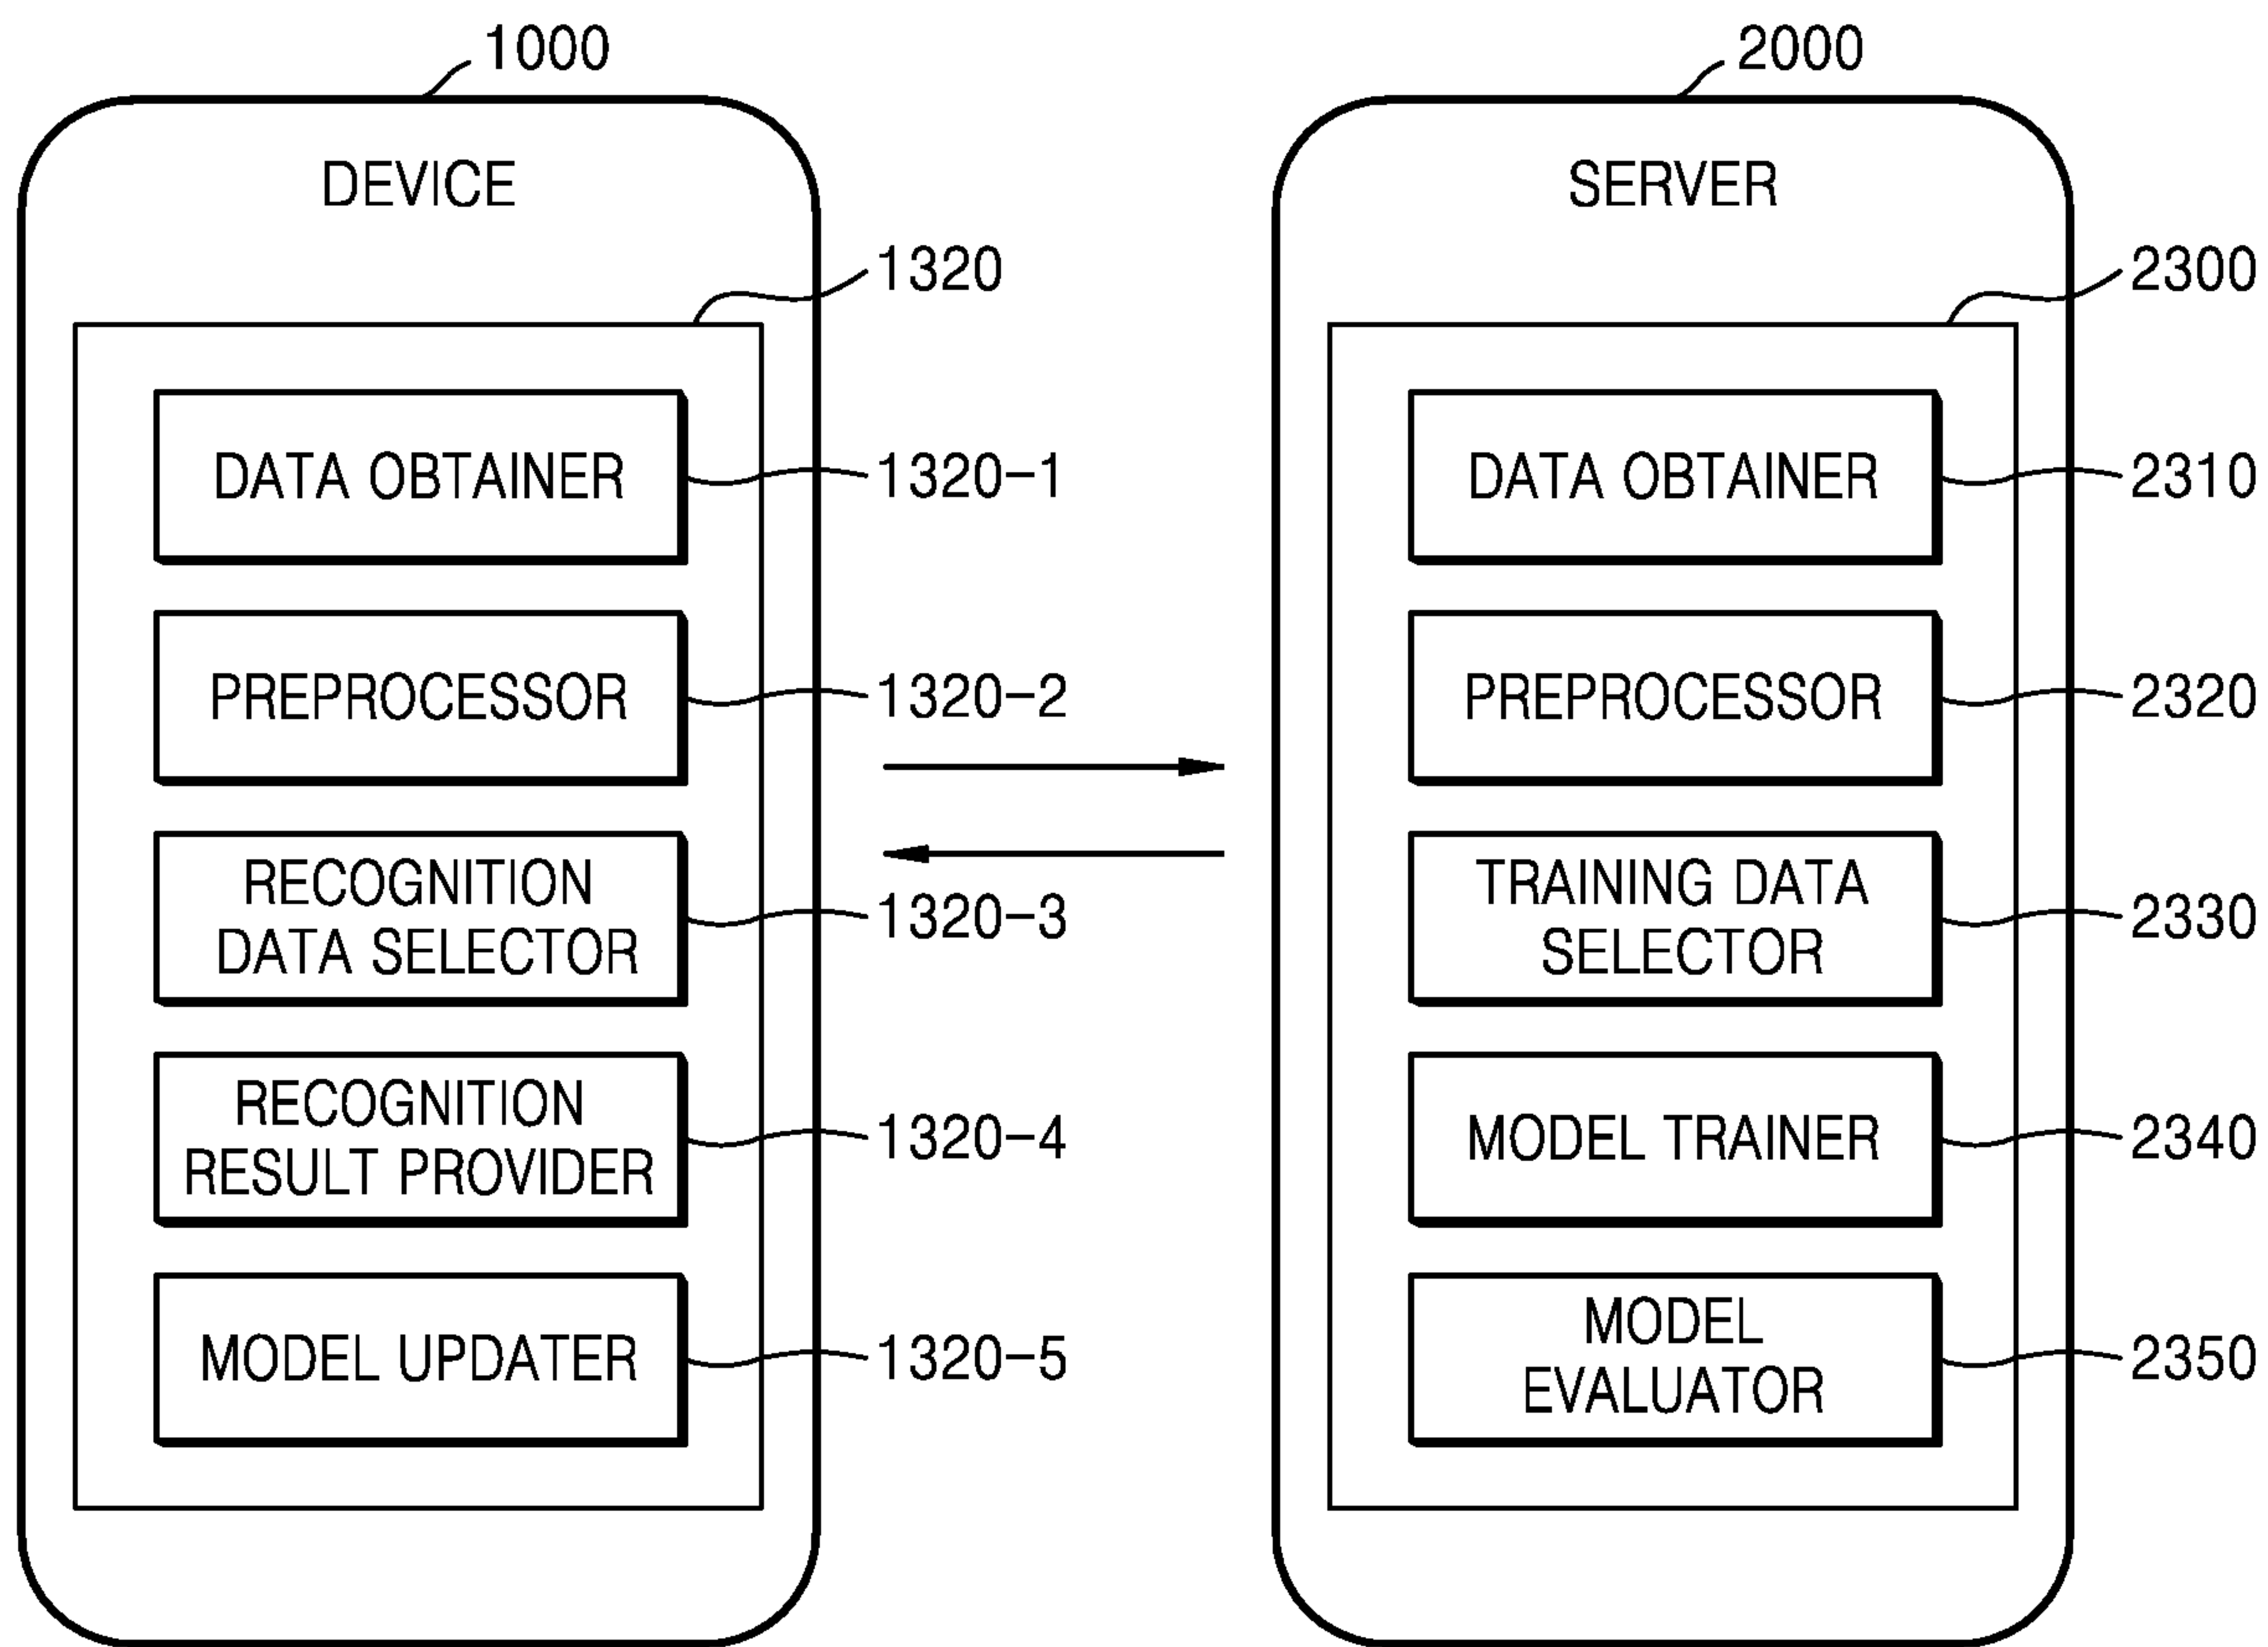 1000
DEVICE
1320
DATA OBTAINER
1320-1
PREPROCESSOR
1320-2
RECOGNITION
DATA SELECTOR
1320-3
RECOGNITION
RESULT PROVIDER
1320-4
MODEL UPDATER
1320-5
2000
SERVER
2300
DATA OBTAINER
2310
PREPROCESSOR
2320
TRAINING DATA
SELECTOR
2330
MODEL TRAINER
2340
MODEL
EVALUATOR
2350